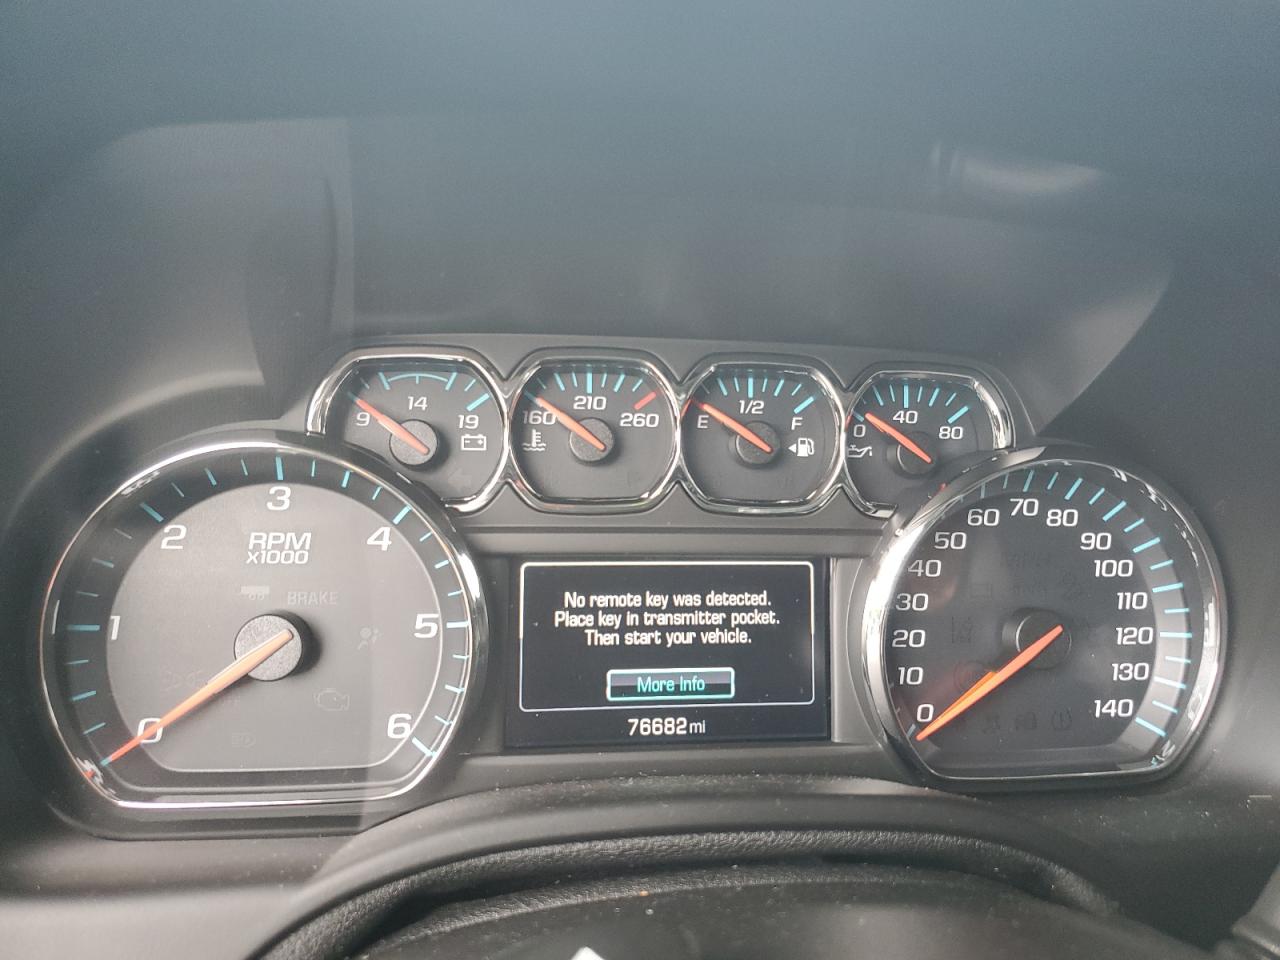 14
9 19
210
160 260
1/2
E F
40
0 80
3
2 4
RPM
x1000
BRAKE
1 5
0 6
No remote key was detected.
Place key in transmitter pocket.
Then start your vehicle.
More Info
76682 mi
70
60 80
50 90
40 100
30 110
20 120
10 130
0 140